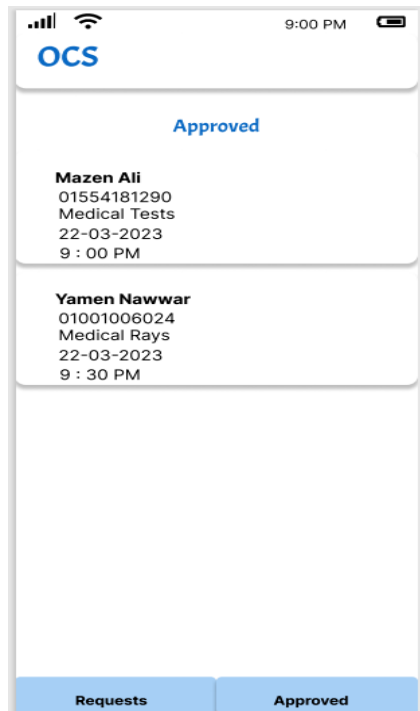 9:00 PM
OCS
Approved
Mazen Ali
01554181290
Medical Tests
22-03-2023
9 : 00 PM
Yamen Nawwar
01001006024
Medical Rays
22-03-2023
9 : 30 PM
Requests
Approved